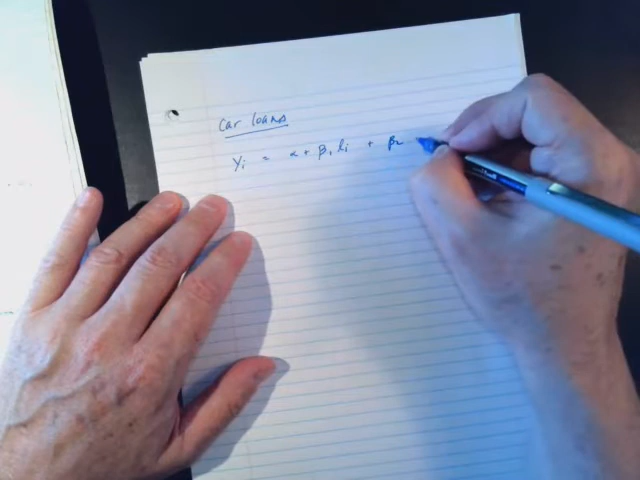 Car loans
Yi = α + β1 li + β2